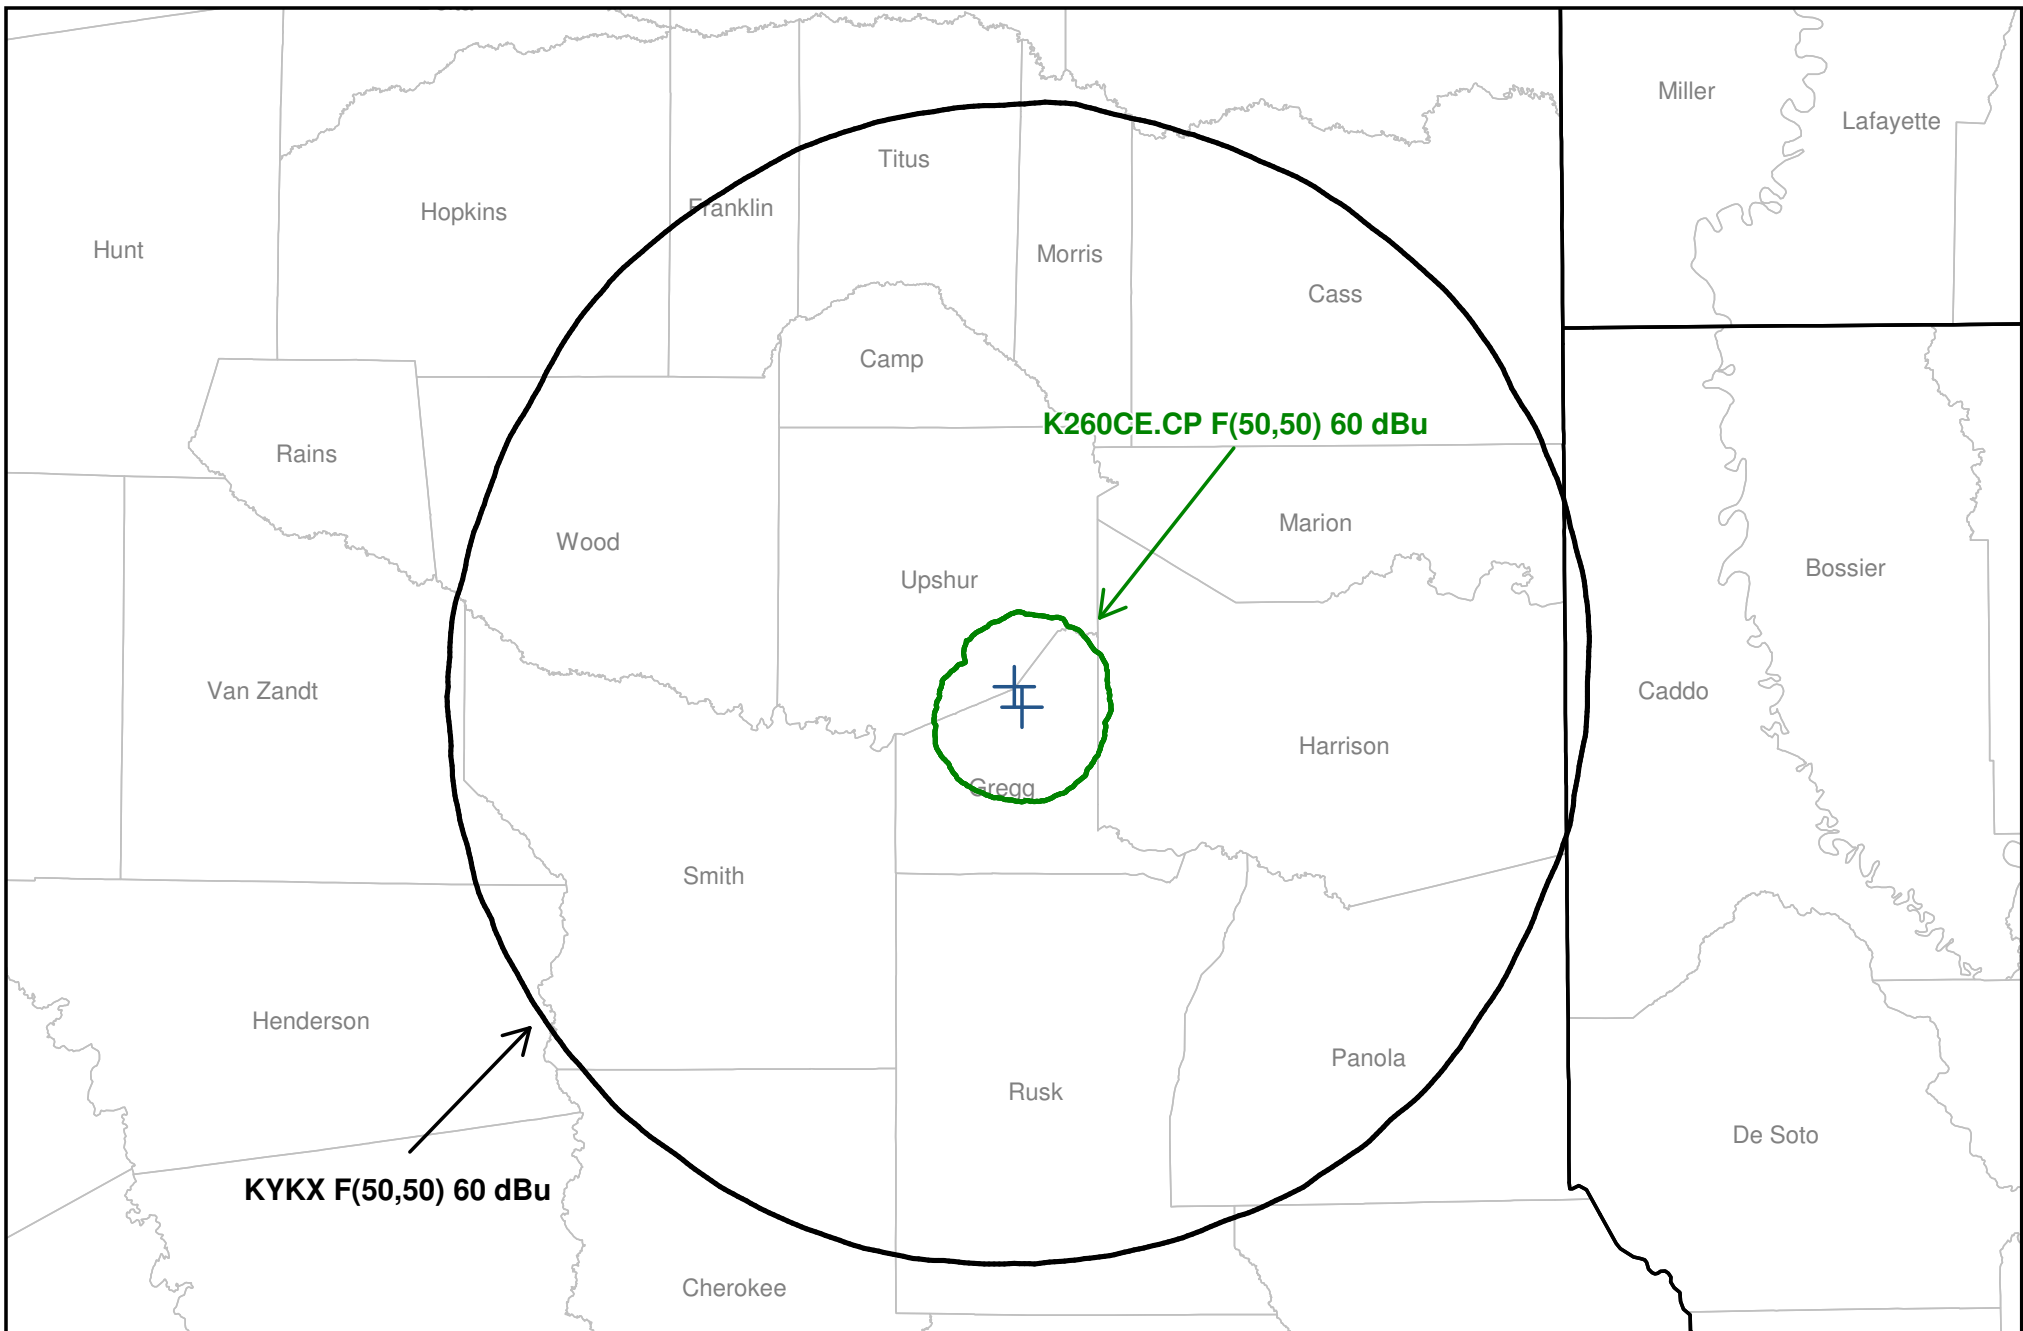 Miller
Lafayette
Titus
Hopkins
Franklin
Hunt
Morris
Cass
Camp
K260CE.CP F(50,50) 60 dBu
Rains
Marion
Wood
Bossier
Upshur
Van Zandt
Caddo
Harrison
Gregg
Smith
Henderson
Panola
Rusk
De Soto
KYKX F(50,50) 60 dBu
Cherokee